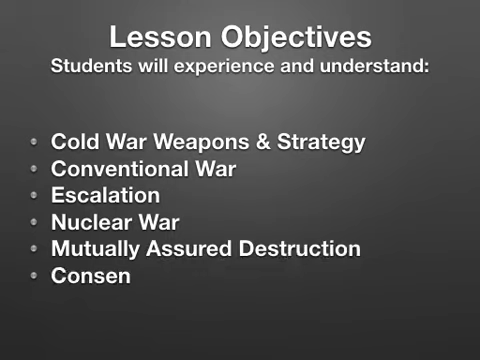 Lesson Objectives
Students will experience and understand:
Cold War Weapons & Strategy
Conventional War
Escalation
Nuclear War
Mutually Assured Destruction
Consen